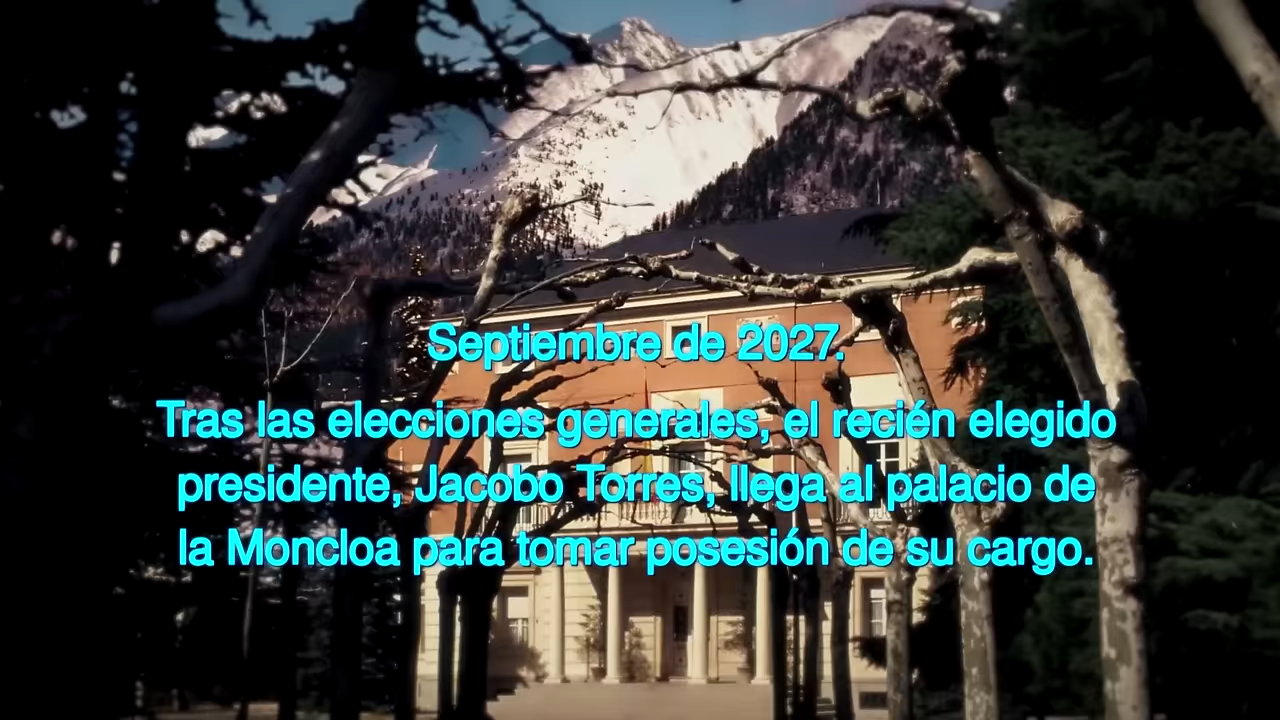 Septiembre de 2027.
Tras las elecciones generales, el recién elegido
presidente, Jacobo Torres, llega al palacio de
la Moncloa para tomar posesión de su cargo.